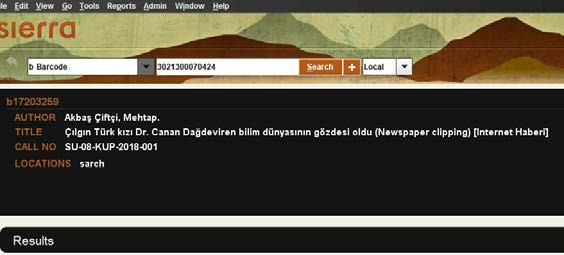 le Edit View Go Tools Reports Admin Window Help
sierra
b Barcode 3021300070424 Search + Local
b17203259
AUTHOR Akbaş Çiftçi, Mehtap.
TITLE Çılgın Türk kızı Dr. Canan Dağdeviren bilim dünyasının gözdesi oldu (Newspaper clipping) [İnternet Haberi]
CALL NO SU-08-KUP-2018-001
LOCATIONS sarch
Results